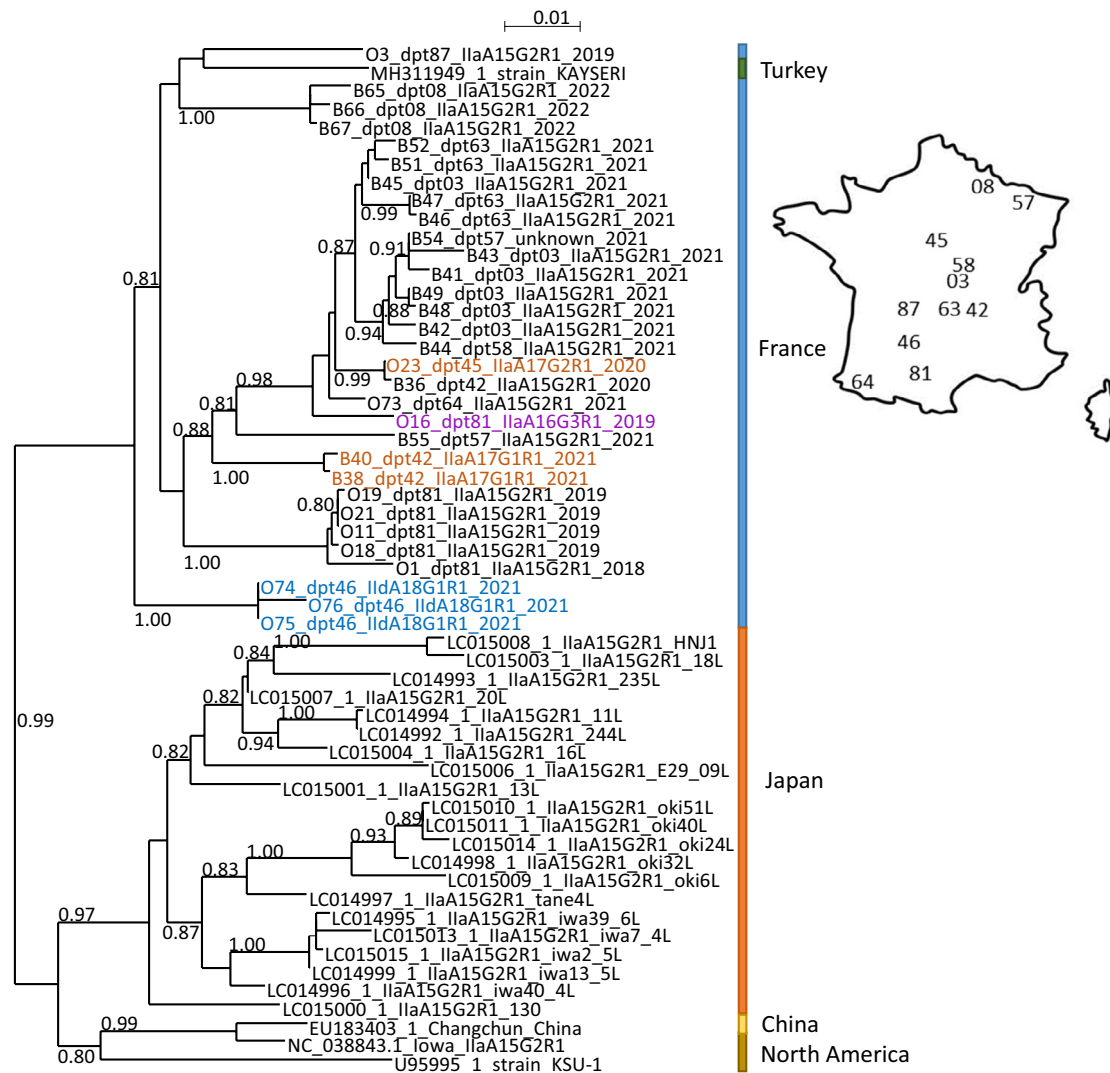 0.01
O3_dpt87_IIaA15G2R1_2019
MH311949_1_strain_KAYSERI
B65_dpt08_IIaA15G2R1_2022
B66_dpt08_IIaA15G2R1_2022
B67_dpt08_IIaA15G2R1_2022
1.00
B52_dpt63_IIaA15G2R1_2021
B51_dpt63_IIaA15G2R1_2021
B45_dpt03_IIaA15G2R1_2021
B47_dpt63_IIaA15G2R1_2021
0.99
B46_dpt63_IIaA15G2R1_2021
0.87
0.91
B54_dpt57_unknown_2021
B43_dpt03_IIaA15G2R1_2021
B41_dpt03_IIaA15G2R1_2021
0.81
B49_dpt03_IIaA15G2R1_2021
0.88
B48_dpt03_IIaA15G2R1_2021
B42_dpt03_IIaA15G2R1_2021
0.94
B44_dpt58_IIaA15G2R1_2021
O23_dpt45_IIaA17G2R1_2020
0.99
B36_dpt42_IIaA15G2R1_2020
0.98
O73_dpt64_IIaA15G2R1_2021
0.81
O16_dpt81_IIaA16G3R1_2019
0.88
B55_dpt57_IIaA15G2R1_2021
B40_dpt42_IIaA17G1R1_2021
1.00
B38_dpt42_IIaA17G1R1_2021
O19_dpt81_IIaA15G2R1_2019
0.80
O21_dpt81_IIaA15G2R1_2019
O11_dpt81_IIaA15G2R1_2019
O18_dpt81_IIaA15G2R1_2019
1.00
O1_dpt81_IIaA15G2R1_2018
O74_dpt46_IIdA18G1R1_2021
O76_dpt46_IIdA18G1R1_2021
1.00
O75_dpt46_IIdA18G1R1_2021
1.00
LC015008_1_IIaA15G2R1_HNJ1
0.84
LC015003_1_IIaA15G2R1_18L
LC014993_1_IIaA15G2R1_235L
0.82
LC015007_1_IIaA15G2R1_20L
1.00
LC014994_1_IIaA15G2R1_11L
LC014992_1_IIaA15G2R1_244L
0.94
LC015004_1_IIaA15G2R1_16L
0.99
0.82
LC015006_1_IIaA15G2R1_E29_09L
LC015001_1_IIaA15G2R1_13L
LC015010_1_IIaA15G2R1_oki51L
0.89
LC015011_1_IIaA15G2R1_oki40L
0.93
LC015014_1_IIaA15G2R1_oki24L
1.00
LC014998_1_IIaA15G2R1_oki32L
0.83
LC015009_1_IIaA15G2R1_oki6L
LC014997_1_IIaA15G2R1_tane4L
0.97
LC014995_1_IIaA15G2R1_iwa39_6L
0.87
LC015013_1_IIaA15G2R1_iwa7_4L
1.00
LC015015_1_IIaA15G2R1_iwa2_5L
LC014999_1_IIaA15G2R1_iwa13_5L
LC014996_1_IIaA15G2R1_iwa40_4L
LC015000_1_IIaA15G2R1_130
0.99
EU183403_1_Changchun_China
NC_038843.1_Iowa_IIaA15G2R1
0.80
U95995_1_strain_KSU-1
Turkey
France
Japan
China
North America
08
57
45
58
03
87
63
42
46
81
64